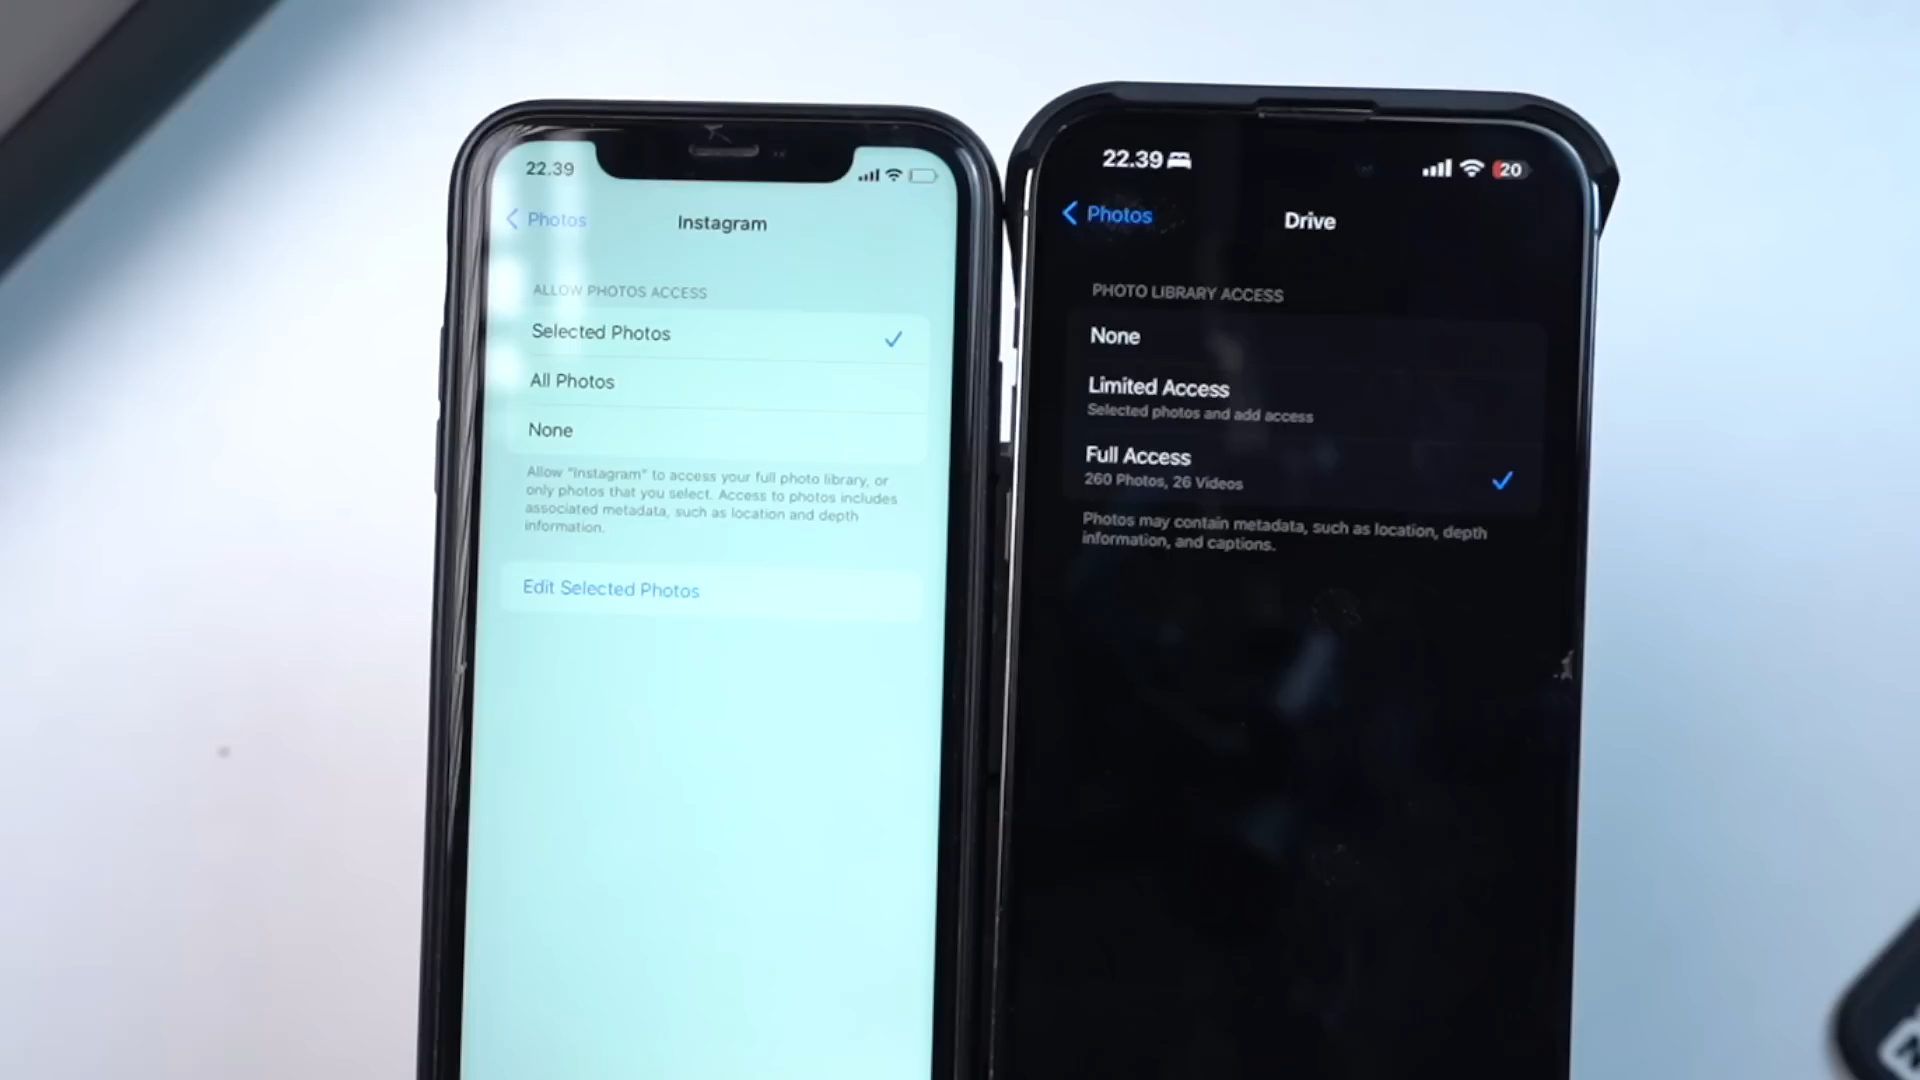 22.39
Photos
Instagram
ALLOW PHOTOS ACCESS
Selected Photos
All Photos
None
Allow "Instagram" to access your full photo library, or
only photos that you select. Access to photos includes
associated metadata, such as location and depth
information.
Edit Selected Photos
22.39
20
Photos
Drive
PHOTO LIBRARY ACCESS
None
Limited Access
Selected photos and add access
Full Access
260 Photos, 26 Videos
Photos may contain metadata, such as location, depth
information, and captions.